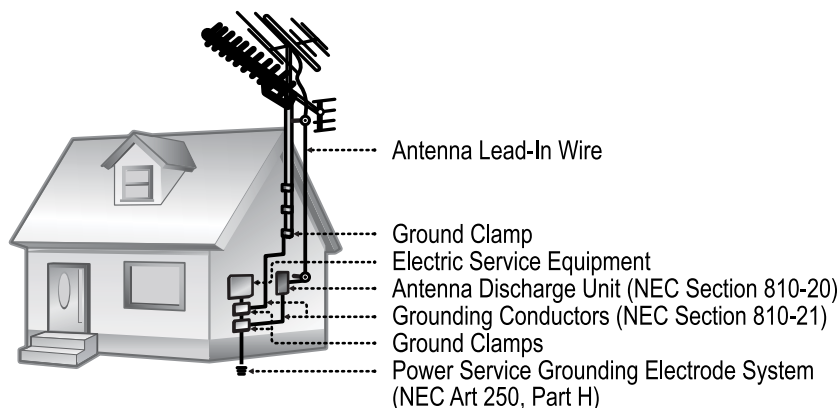 Antenna Lead-In Wire
Ground Clamp
Electric Service Equipment
Antenna Discharge Unit (NEC Section 810-20)
Grounding Conductors (NEC Section 810-21)
Ground Clamps
Power Service Grounding Electrode System
(NEC Art 250, Part H)